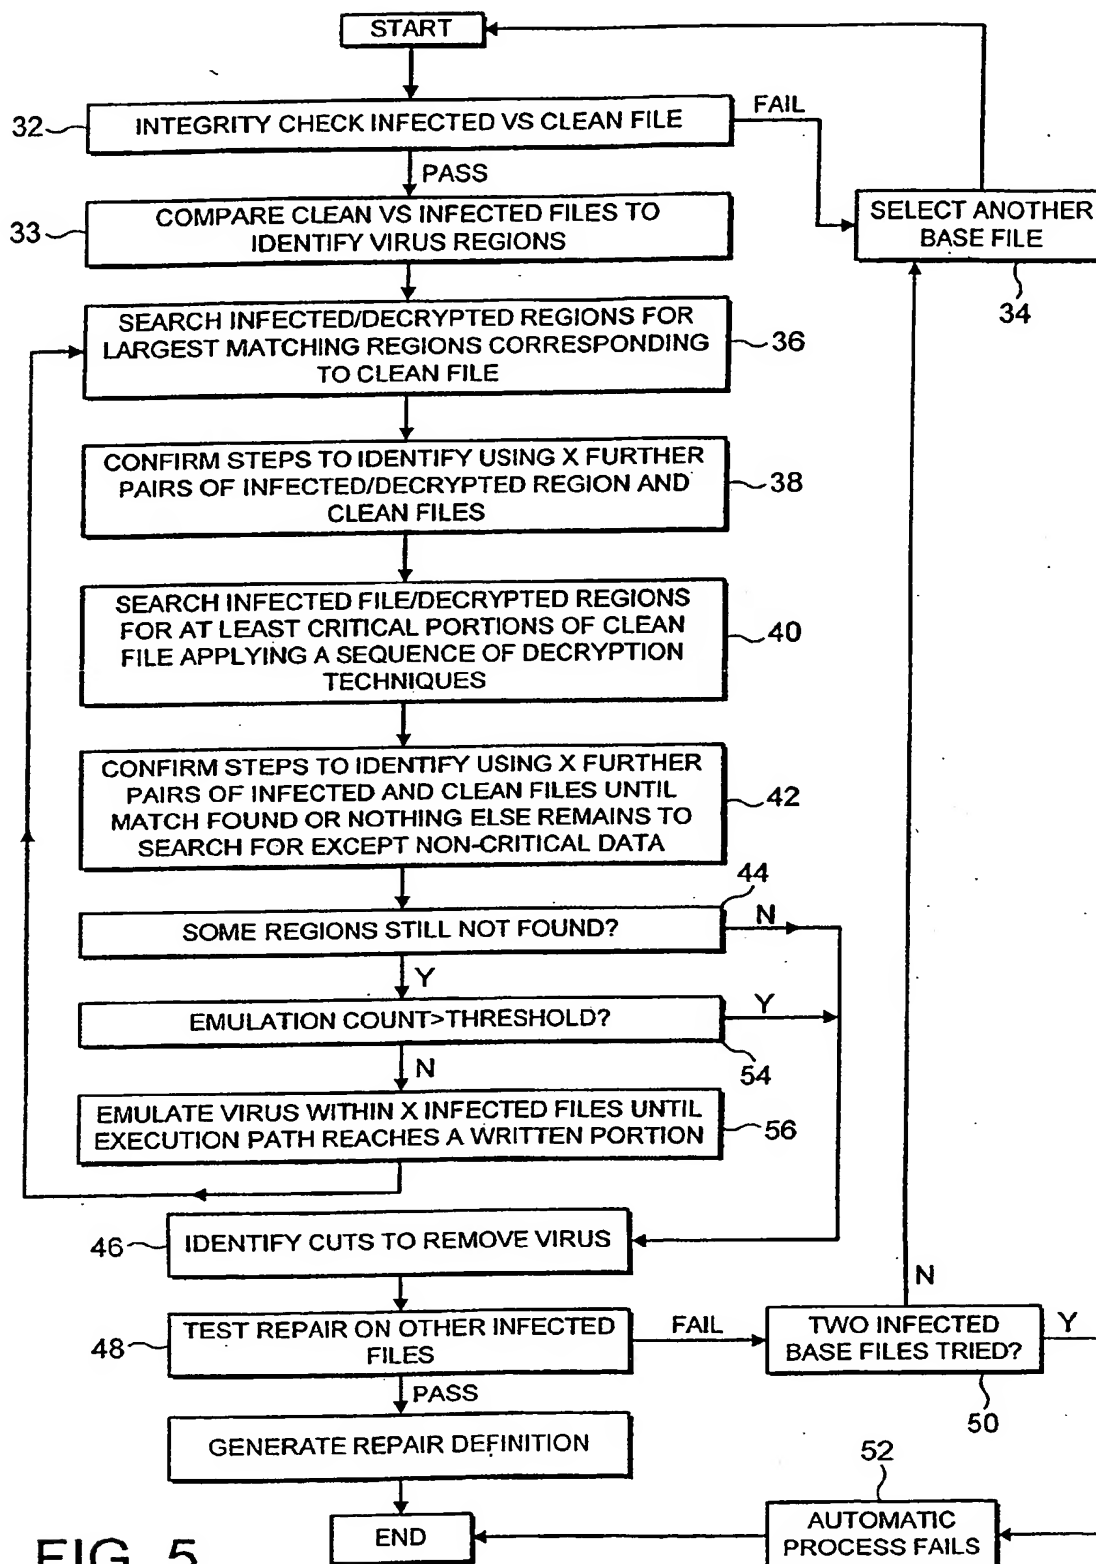 START
32
INTEGRITY CHECK INFECTED VS CLEAN FILE
FAIL
PASS
33
COMPARE CLEAN VS INFECTED FILES TO
IDENTIFY VIRUS REGIONS
SELECT ANOTHER
BASE FILE
34
SEARCH INFECTED/DECRYPTED REGIONS FOR
LARGEST MATCHING REGIONS CORRESPONDING
TO CLEAN FILE
36
CONFIRM STEPS TO IDENTIFY USING X FURTHER
PAIRS OF INFECTED/DECRYPTED REGION AND
CLEAN FILES
38
SEARCH INFECTED FILE/DECRYPTED REGIONS
FOR AT LEAST CRITICAL PORTIONS OF CLEAN
FILE APPLYING A SEQUENCE OF DECRYPTION
TECHNIQUES
40
CONFIRM STEPS TO IDENTIFY USING X FURTHER
PAIRS OF INFECTED AND CLEAN FILES UNTIL
MATCH FOUND OR NOTHING ELSE REMAINS TO
SEARCH FOR EXCEPT NON-CRITICAL DATA
42
44
SOME REGIONS STILL NOT FOUND?
N
Y
EMULATION COUNT>THRESHOLD?
Y
54
N
EMULATE VIRUS WITHIN X INFECTED FILES UNTIL
EXECUTION PATH REACHES A WRITTEN PORTION
56
46
IDENTIFY CUTS TO REMOVE VIRUS
N
48
TEST REPAIR ON OTHER INFECTED
FILES
FAIL
TWO INFECTED
BASE FILES TRIED?
Y
50
PASS
GENERATE REPAIR DEFINITION
52
END
AUTOMATIC
PROCESS FAILS
FIG. 5